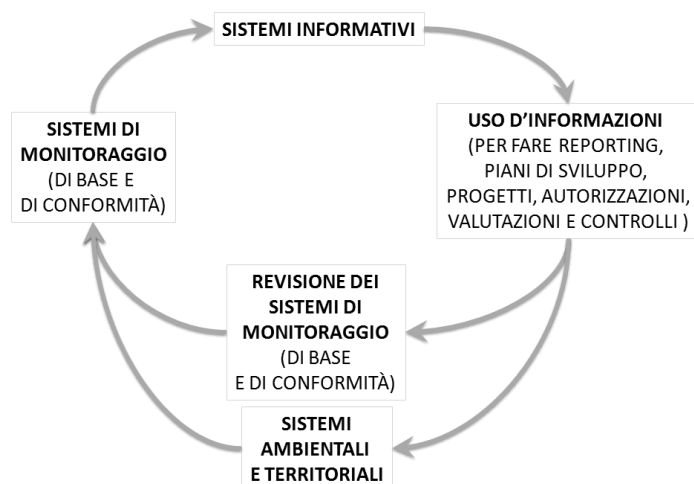 SISTEMI INFORMATIVI
USO D'INFORMAZIONI
(PER FARE REPORTING,
PIANI DI SVILUPPO,
PROGETTI, AUTORIZZAZIONI,
VALUTAZIONI E CONTROLLI )
SISTEMI DI
MONITORAGGIO
(DI BASE E
DI CONFORMITÀ)
REVISIONE DEI
SISTEMI DI
MONITORAGGIO
(DI BASE
E DI CONFORMITÀ)
SISTEMI
AMBIENTALI
E TERRITORIALI